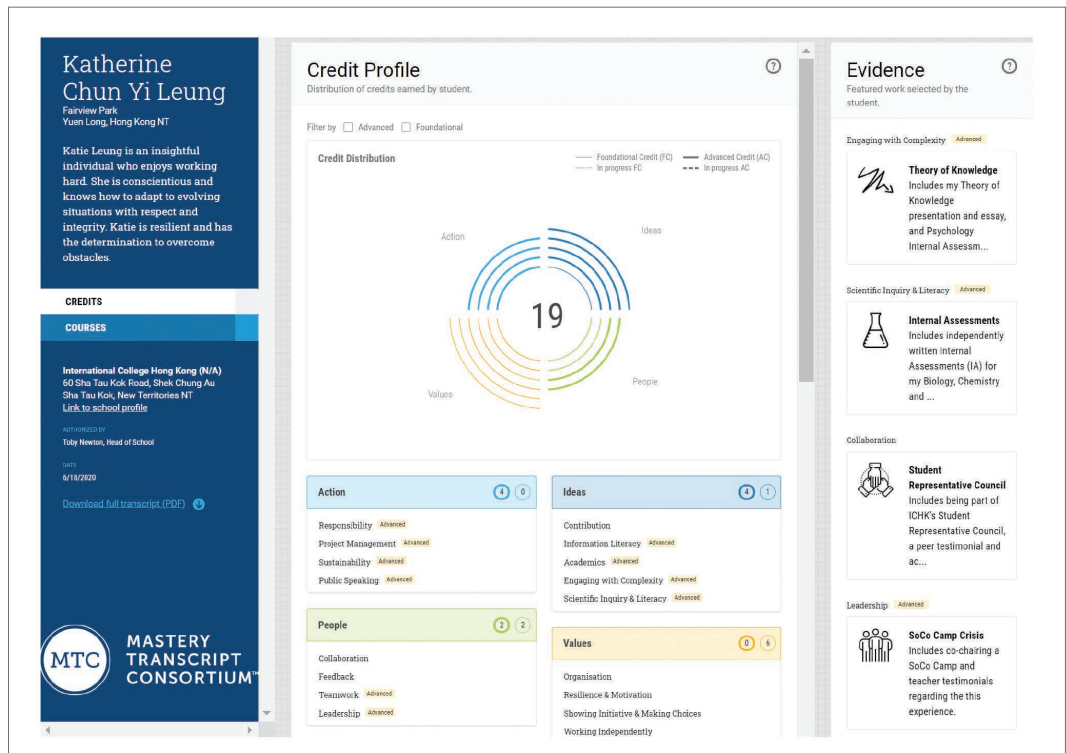 Katherine
Chun Yi Leung
Fairview Park
Yuen Long, Hong Kong NT
Katie Leung is an insightful
individual who enjoys working
hard. She is conscientious and
knows how to adapt to evolving
situations with respect and
integrity. Katie is resilient and has
the determination to overcome
obstacles.
CREDITS
COURSES
International College Hong Kong (N/A)
60 Sha Tau Kok Road, Shek Chung Au
Sha Tau Kok, New Territories NT
Link to school profile
AUTHORIZED BY
Toby Newton, Head of School
DATE
6/18/2020
Download full transcript (PDF)
MTC
MASTERY
TRANSCRIPT
CONSORTIUM™
Credit Profile
?
Distribution of credits earned by student.
Filter by Advanced Foundational
Credit Distribution
Foundational Credit (FC) Advanced Credit (AC)
In progress FC In progress AC
Action
Ideas
19
Values
People
Action 4 0
Responsibility Advanced
Project Management Advanced
Sustainability Advanced
Public Speaking Advanced
Ideas 4 1
Contribution
Information Literacy Advanced
Academics Advanced
Engaging with Complexity Advanced
Scientific Inquiry & Literacy Advanced
People 2 2
Collaboration
Feedback
Teamwork Advanced
Leadership Advanced
Values 0 6
Organisation
Resilience & Motivation
Showing Initiative & Making Choices
Working Independently
Evidence
?
Featured work selected by the
student.
Engaging with Complexity Advanced
Theory of Knowledge
Includes my Theory of
Knowledge
presentation and essay,
and Psychology
Internal Assessm...
Scientific Inquiry & Literacy Advanced
Internal Assessments
Includes independently
written Internal
Assessments (IA) for
my Biology, Chemistry
and ...
Collaboration
Student
Representative Council
Includes being part of
ICHK's Student
Representative Council,
a peer testimonial and
ac...
Leadership Advanced
SoCo Camp Crisis
Includes co-chairing a
SoCo Camp and
teacher testimonials
regarding the this
experience.